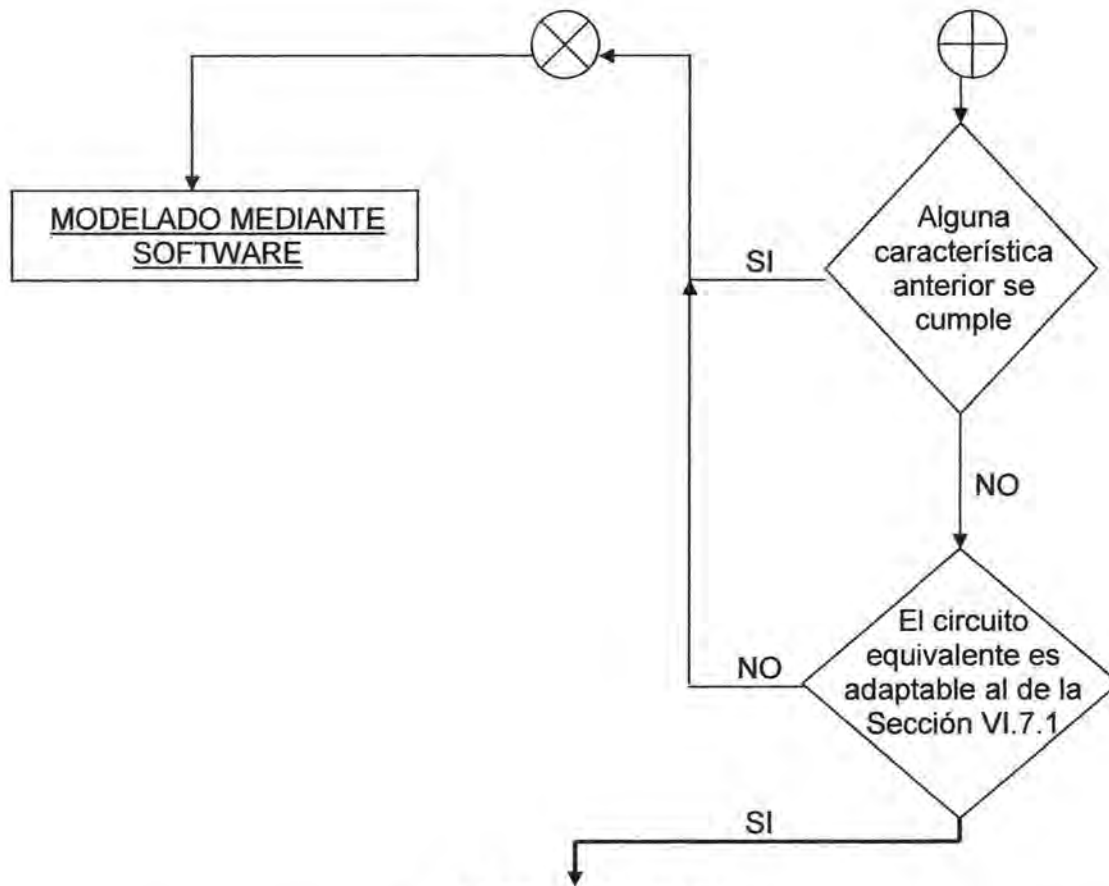 MODELADO MEDIANTE
SOFTWARE
SI
Alguna
característica
anterior se
cumple
NO
NO
El circuito
equivalente es
adaptable al de la
Sección VI.7.1
SI